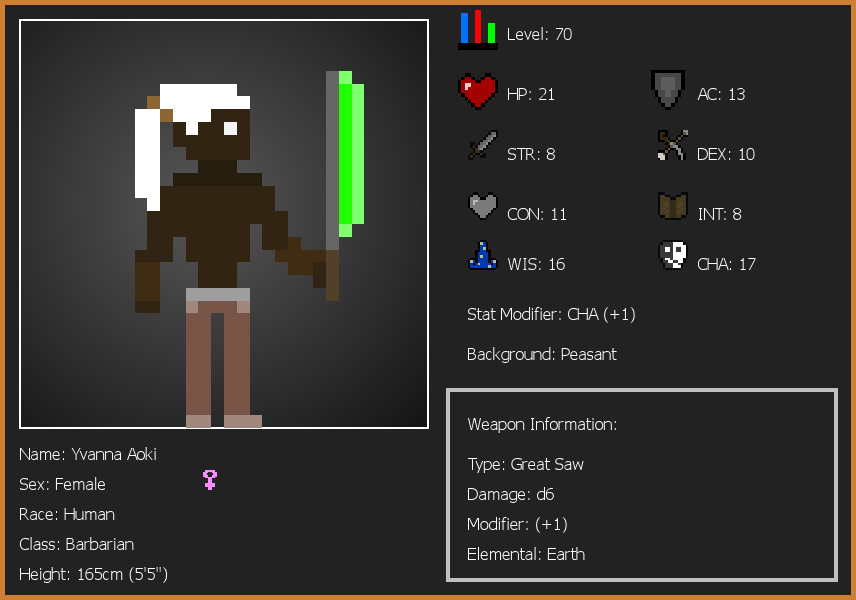 Level: 70
HP: 21
AC: 13
STR: 8
DEX: 10
CON: 11
INT: 8
WIS: 16
CHA: 17
Stat Modifier: CHA (+1)
Background: Peasant
Weapon Information:
Type: Great Saw
Damage: d6
Modifier: (+1)
Elemental: Earth
Name: Yvanna Aoki
Sex: Female
Race: Human
Class: Barbarian
Height: 165cm (5'5")